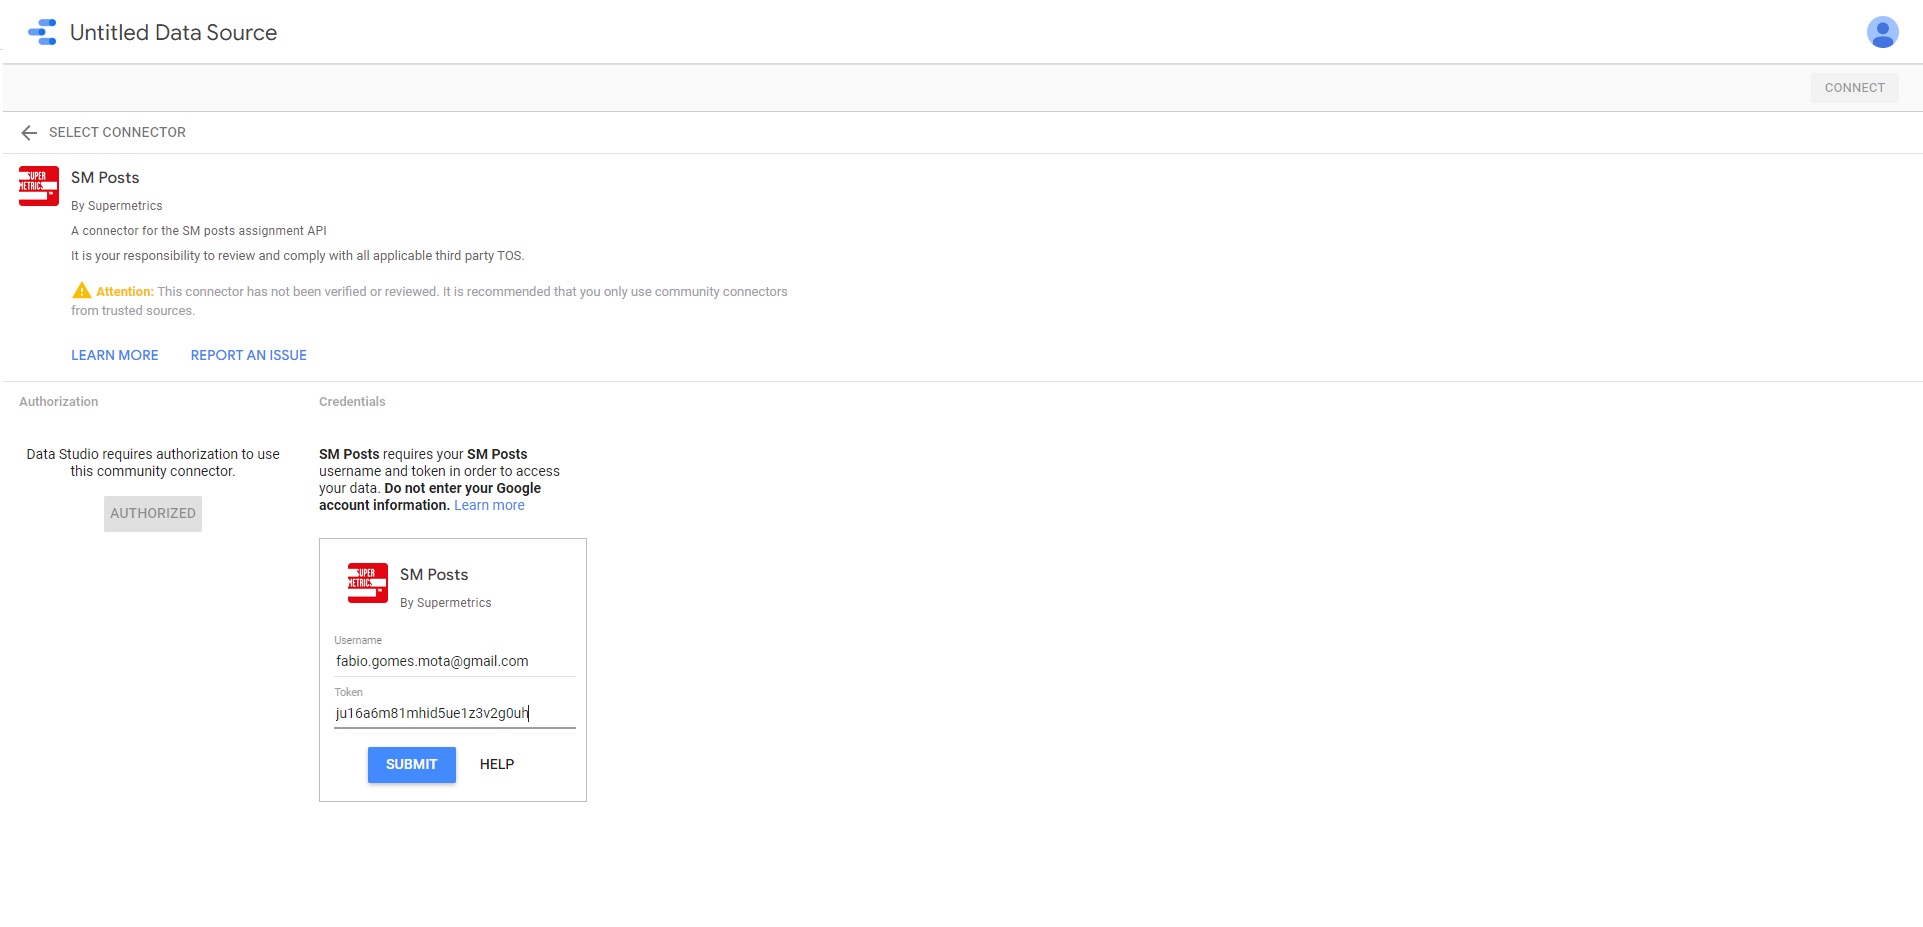 Untitled Data Source
CONNECT
SELECT CONNECTOR
SUPER
METRICS
SM Posts
By Supermetrics
A connector for the SM posts assignment API
It is your responsibility to review and comply with all applicable third party TOS.
Attention: This connector has not been verified or reviewed. It is recommended that you only use community connectors
from trusted sources.
LEARN MORE REPORT AN ISSUE
Authorization
Data Studio requires authorization to use
this community connector.
AUTHORIZED
Credentials
SM Posts requires your SM Posts
username and token in order to access
your data. Do not enter your Google
account information. Learn more
SUPER
METRICS
SM Posts
By Supermetrics
Username
fabio.gomes.mota@gmail.com
Token
ju16a6m81mhid5ue1z3v2g0uh
SUBMIT HELP